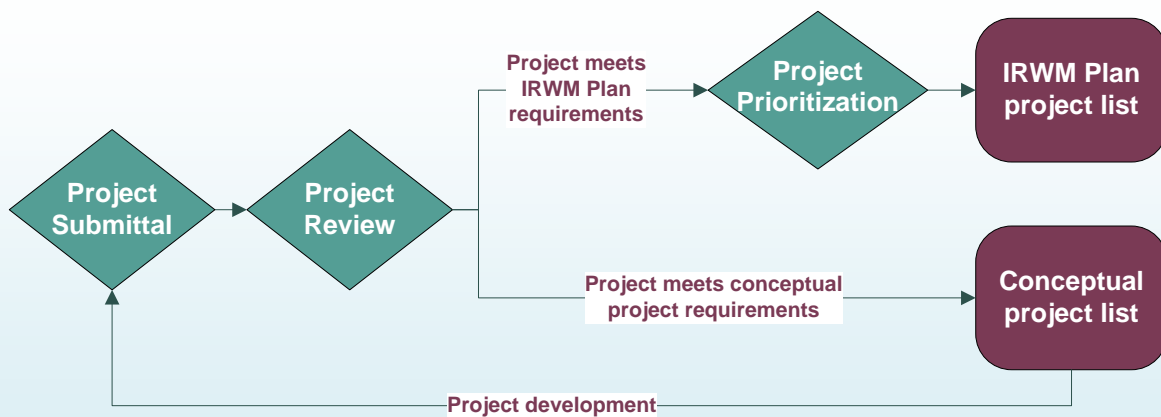 Project
Submittal
Project
Review
Project meets
IRWM Plan
requirements
Project
Prioritization
IRWM Plan
project list
Project meets conceptual
project requirements
Conceptual
project list
Project development